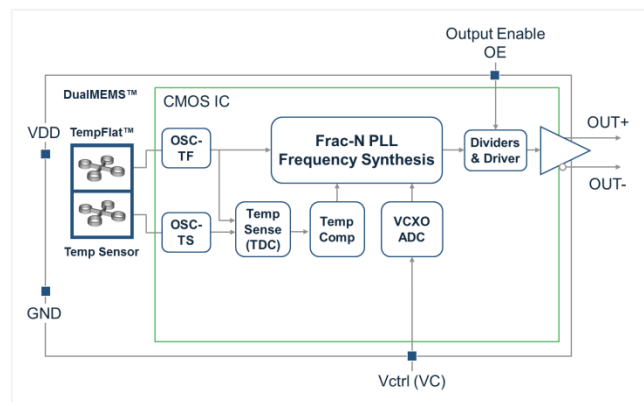 Output Enable
OE
DualMEMS™
CMOS IC
TempFlat™
VDD
OSC-
TF
Frac-N PLL
Frequency Synthesis
Dividers
& Driver
OUT+
OUT-
OSC-
TS
Temp
Sense
(TDC)
Temp
Comp
VCXO
ADC
Temp Sensor
GND
Vctrl (VC)